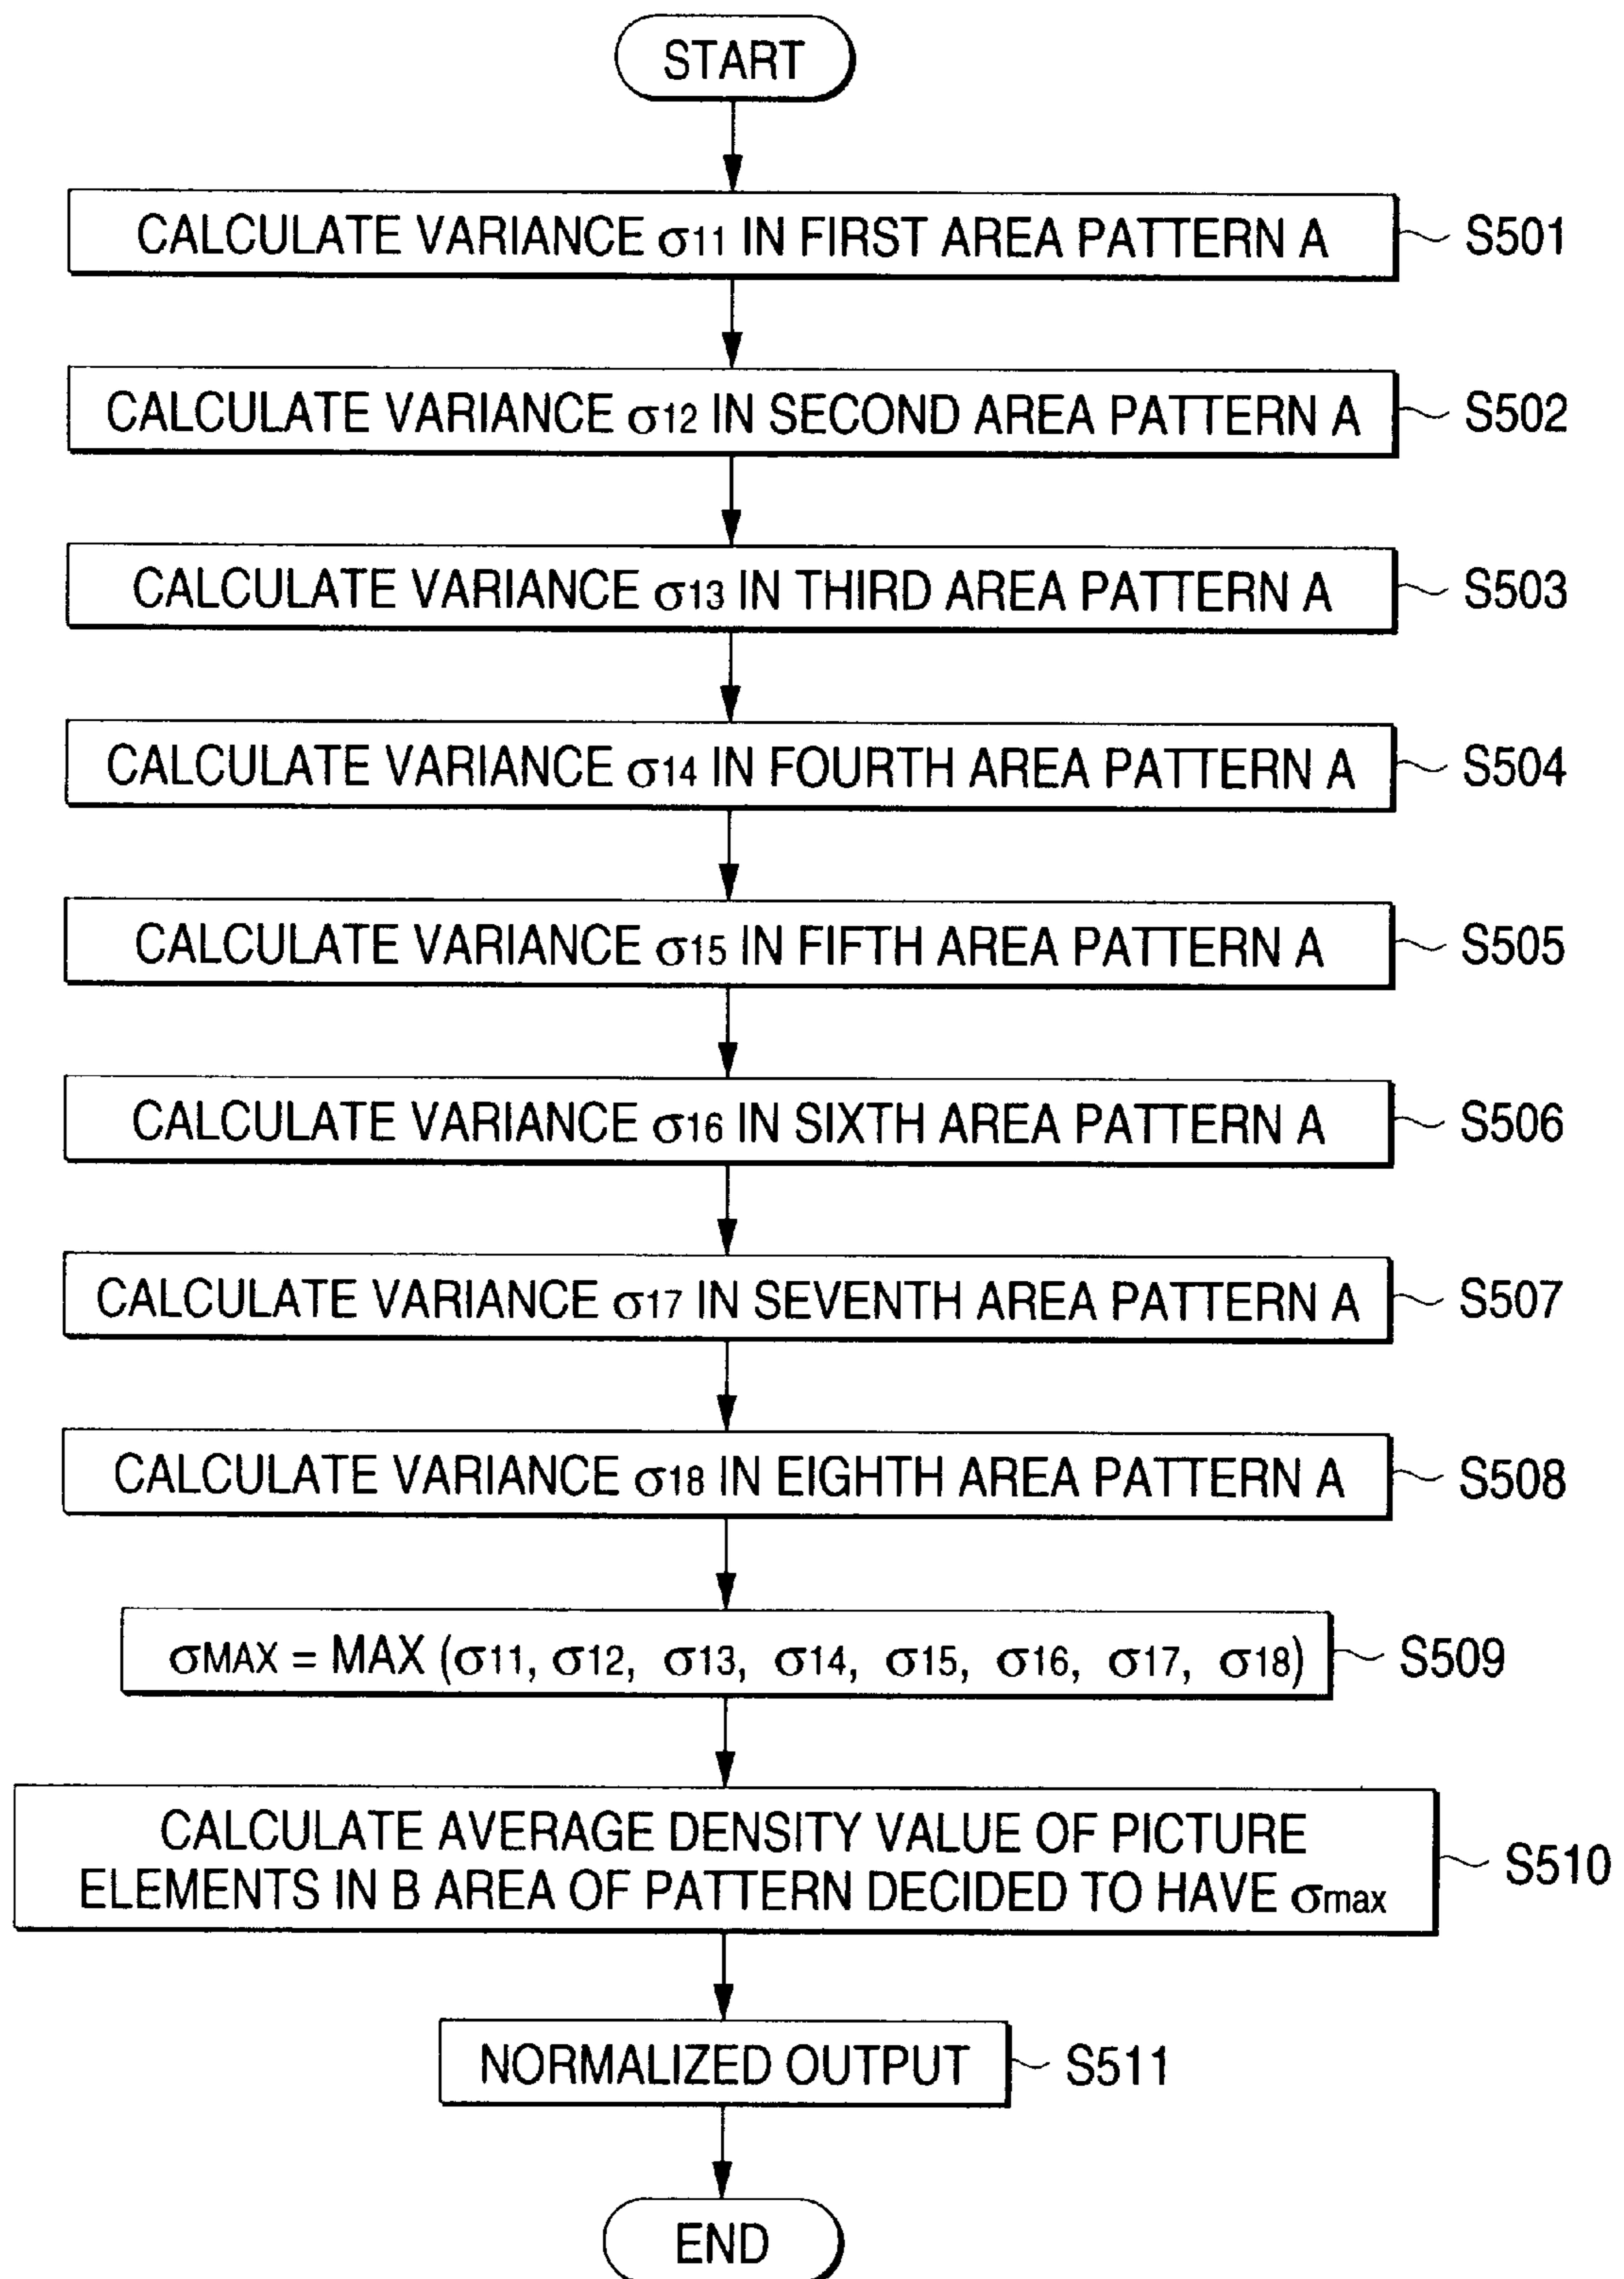 START
CALCULATE VARIANCE σ11 IN FIRST AREA PATTERN A
S501
CALCULATE VARIANCE σ12 IN SECOND AREA PATTERN A
S502
CALCULATE VARIANCE σ13 IN THIRD AREA PATTERN A
S503
CALCULATE VARIANCE σ14 IN FOURTH AREA PATTERN A
S504
CALCULATE VARIANCE σ15 IN FIFTH AREA PATTERN A
S505
CALCULATE VARIANCE σ16 IN SIXTH AREA PATTERN A
S506
CALCULATE VARIANCE σ17 IN SEVENTH AREA PATTERN A
S507
CALCULATE VARIANCE σ18 IN EIGHTH AREA PATTERN A
S508
σMAX = MAX (σ11, σ12, σ13, σ14, σ15, σ16, σ17, σ18)
S509
CALCULATE AVERAGE DENSITY VALUE OF PICTURE
ELEMENTS IN B AREA OF PATTERN DECIDED TO HAVE σmax
S510
NORMALIZED OUTPUT
S511
END